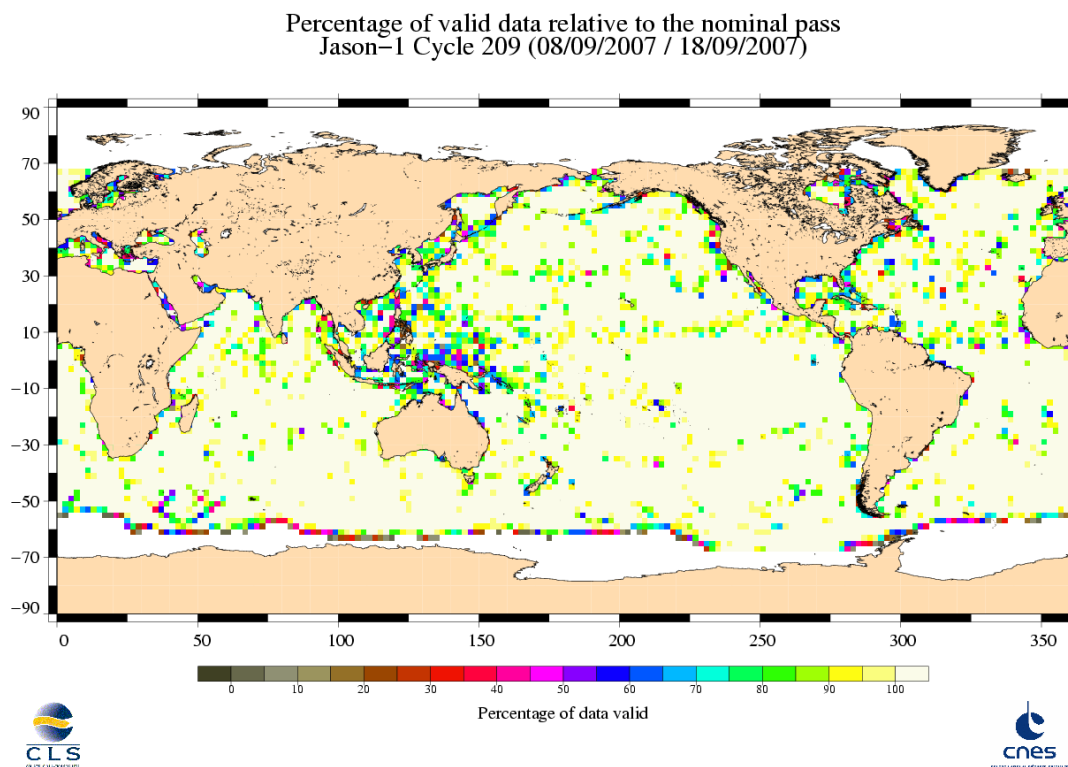 Percentage of valid data relative to the nominal pass
Jason−1 Cycle 209 (08/09/2007 / 18/09/2007)
90
70
50
30
10
−10
−30
−50
−70
−90
0 50 100 150 200 250 300 350
0 10 20 30 40 50 60 70 80 90 100
Percentage of data valid
CLS
cnes